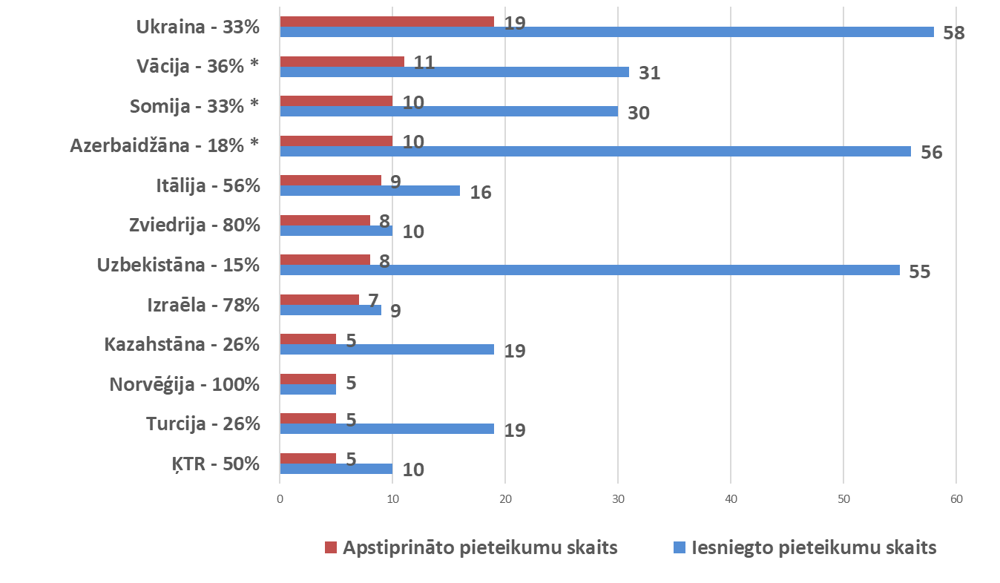 Ukraina - 33%
19
58
Vācija - 36% *
11
31
Somija - 33% *
10
30
Azerbaidžāna - 18% *
10
56
Itālija - 56%
9
16
Zviedrija - 80%
8
10
Uzbekistāna - 15%
8
55
Izraēla - 78%
7
9
Kazahstāna - 26%
5
19
Norvēģija - 100%
5
Turcija - 26%
5
19
ĶTR - 50%
5
10
0 10 20 30 40 50 60
Apstiprināto pieteikumu skaits Iesniegto pieteikumu skaits